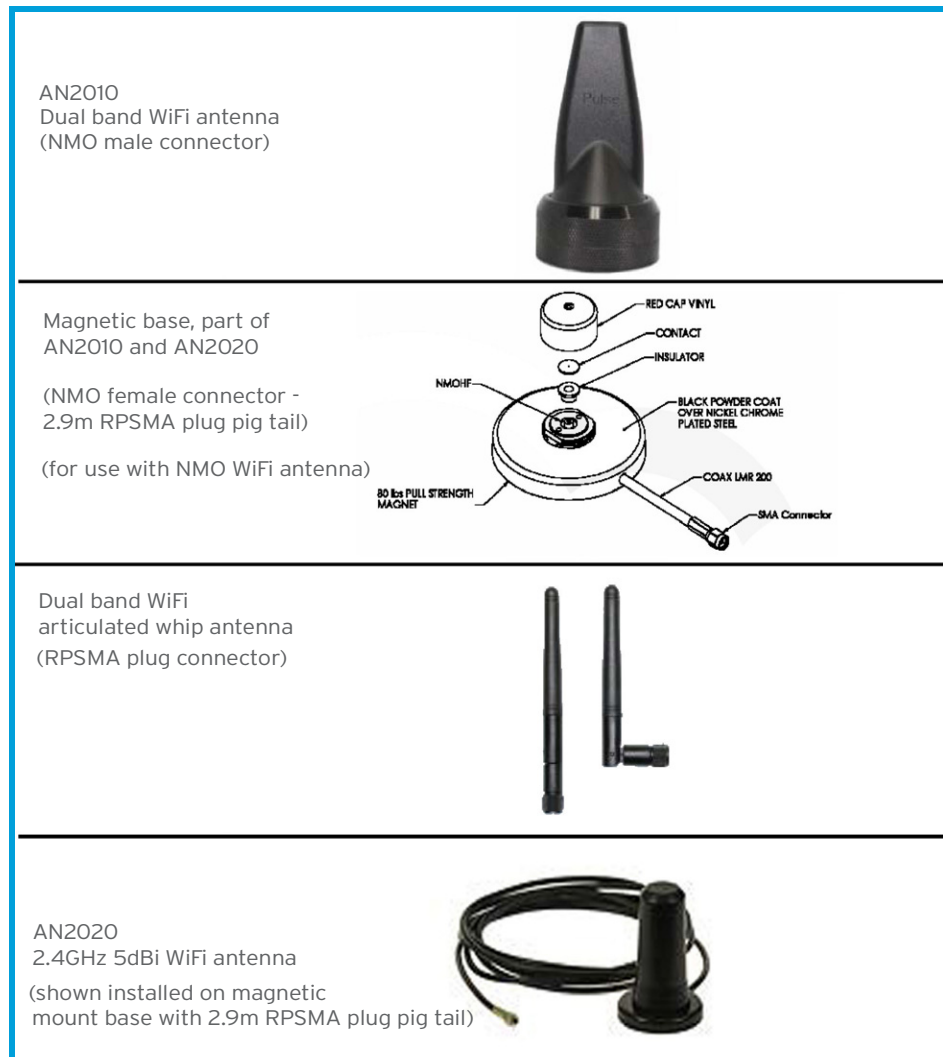 AN2010
Dual band WiFi antenna
(NMO male connector)
Pulse
Magnetic base, part of
AN2010 and AN2020
(NMO female connector -
2.9m RPSMA plug pig tail)
(for use with NMO WiFi antenna)
RED CAP VINYL
CONTACT
INSULATOR
NMOHF
BLACK POWDER COAT
OVER NICKEL CHROME
PLATED STEEL
COAX LMR 200
80 lbs PULL STRENGTH
MAGNET
SMA Connector
Dual band WiFi
articulated whip antenna
(RPSMA plug connector)
AN2020
2.4GHz 5dBi WiFi antenna
(shown installed on magnetic
mount base with 2.9m RPSMA plug pig tail)